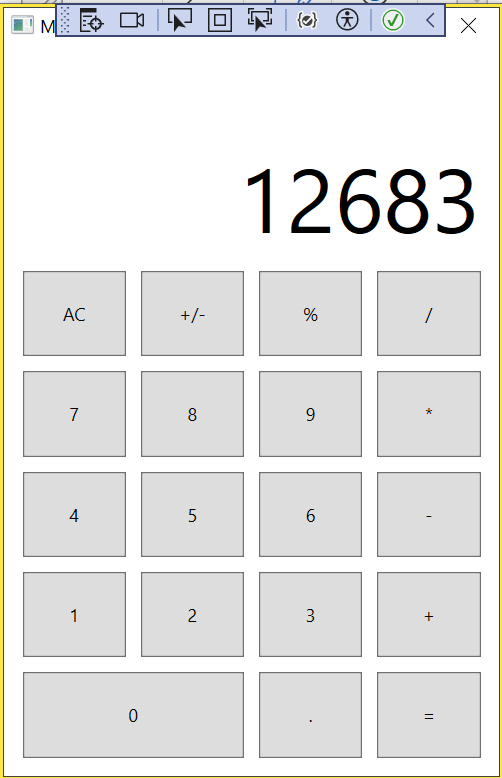 M
12683
AC +/- % /
7 8 9 *
4 5 6 -
1 2 3 +
0 . =